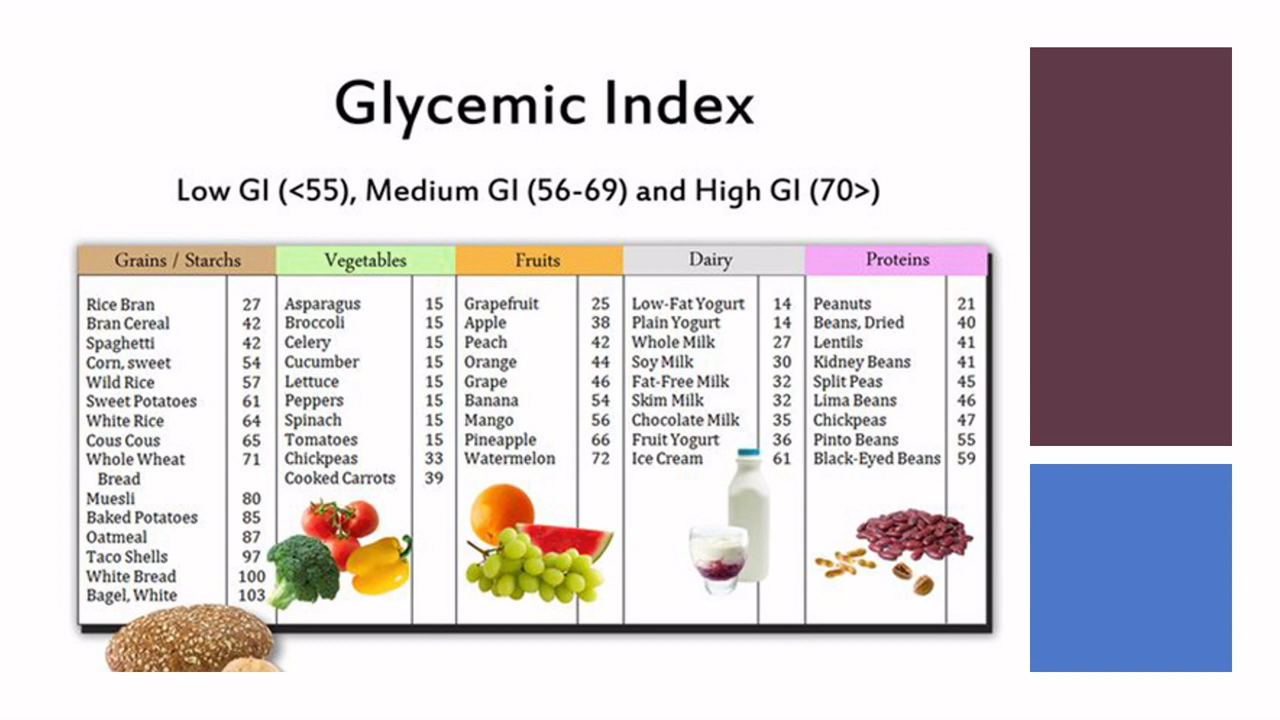 Glycemic Index
Low GI (<55), Medium GI (56-69) and High GI (70>)
Grains / Starchs
Rice Bran 27
Bran Cereal 42
Spaghetti 42
Corn, sweet 54
Wild Rice 57
Sweet Potatoes 61
White Rice 64
Cous Cous 65
Whole Wheat 71
Bread
Muesli 80
Baked Potatoes 85
Oatmeal 87
Taco Shells 97
White Bread 100
Bagel, White 103
Vegetables
Asparagus 15
Broccoli 15
Celery 15
Cucumber 15
Lettuce 15
Peppers 15
Spinach 15
Tomatoes 15
Chickpeas 33
Cooked Carrots 39
Fruits
Grapefruit 25
Apple 38
Peach 42
Orange 44
Grape 46
Banana 54
Mango 56
Pineapple 66
Watermelon 72
Dairy
Low-Fat Yogurt 14
Plain Yogurt 14
Whole Milk 27
Soy Milk 30
Fat-Free Milk 32
Skim Milk 32
Chocolate Milk 35
Fruit Yogurt 36
Ice Cream 61
Proteins
Peanuts 21
Beans, Dried 40
Lentils 41
Kidney Beans 41
Split Peas 45
Lima Beans 46
Chickpeas 47
Pinto Beans 55
Black-Eyed Beans 59